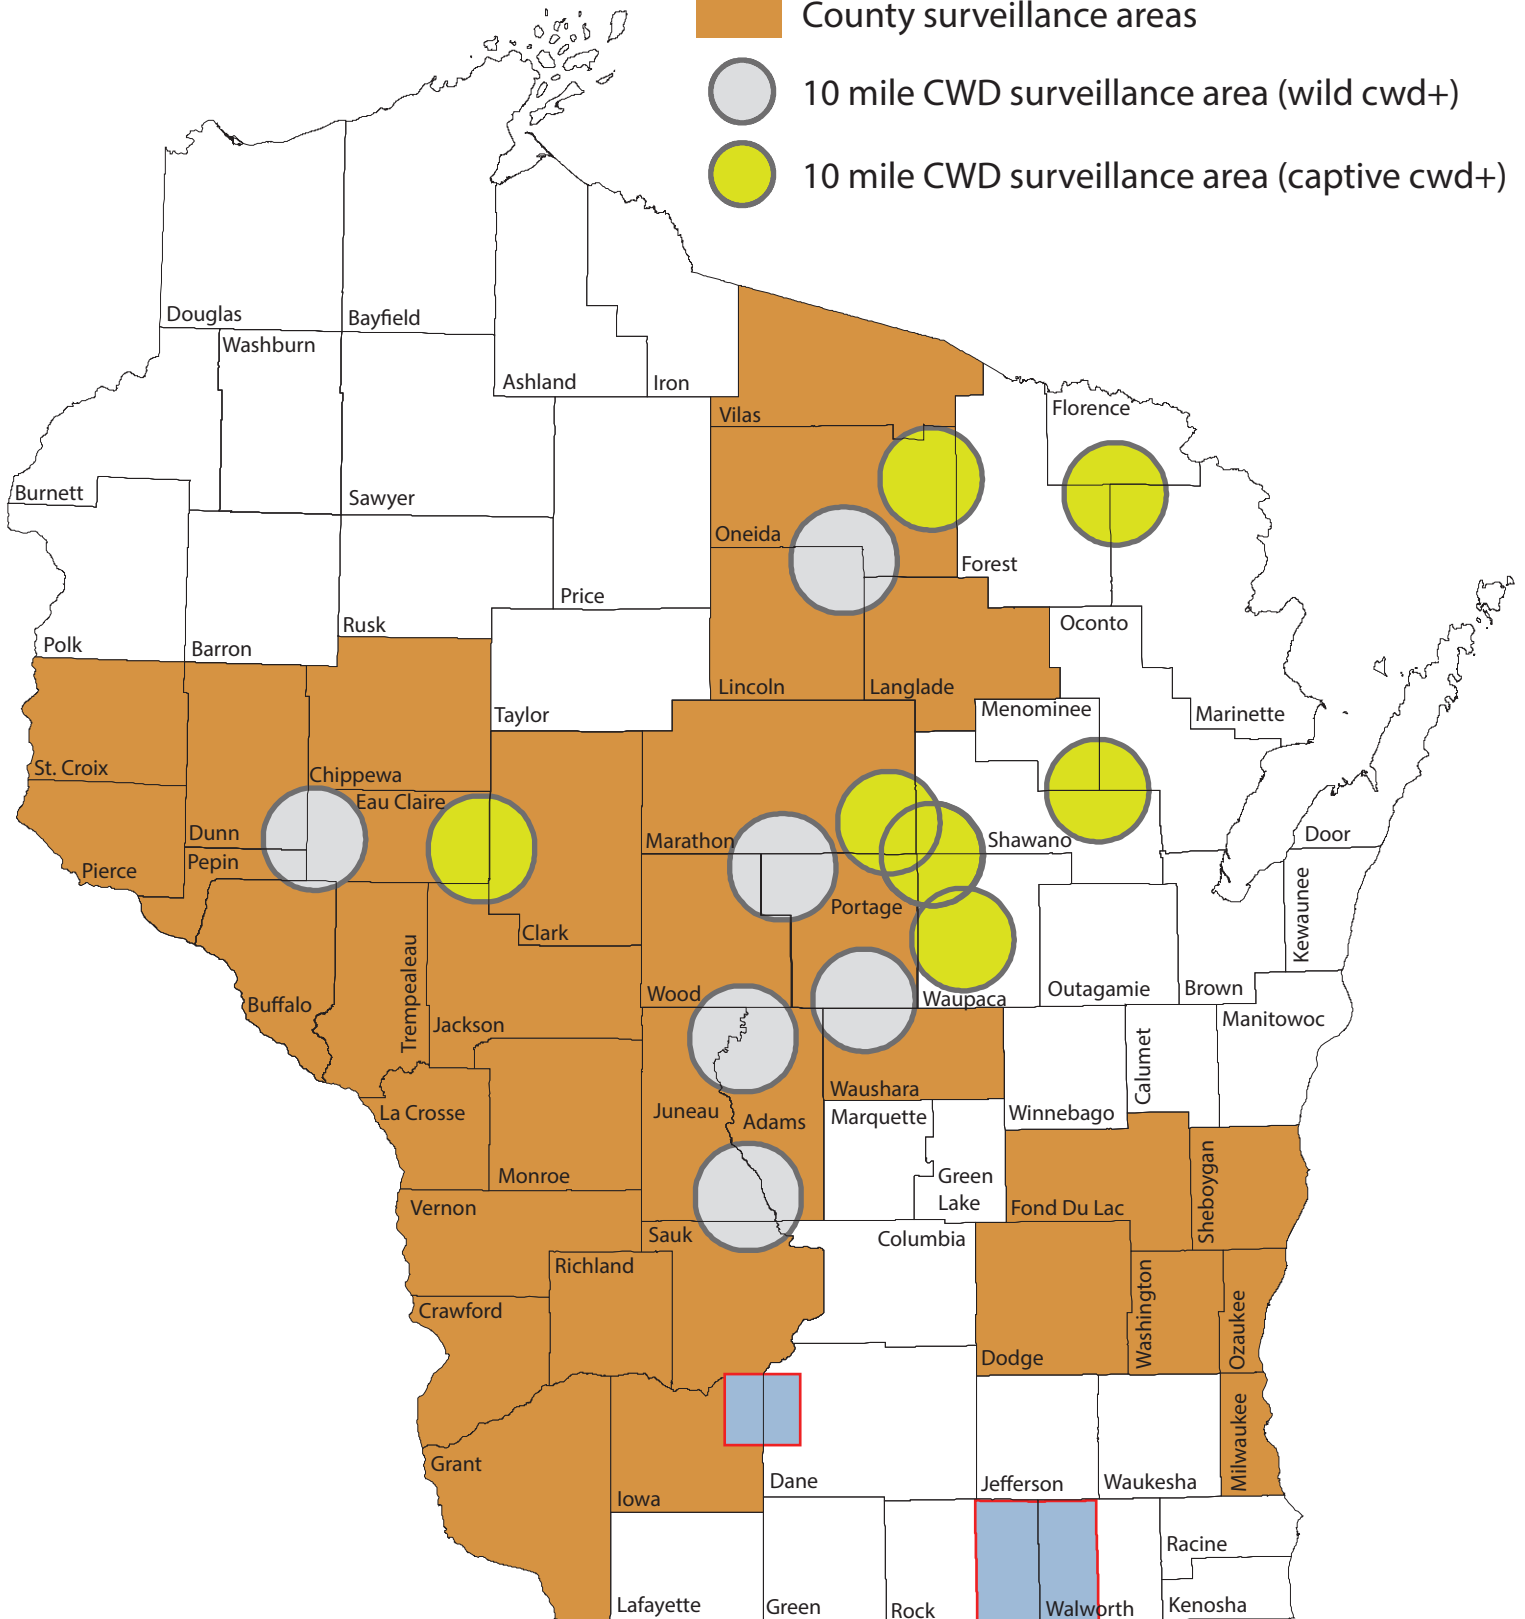 County surveillance areas
10 mile CWD surveillance area (wild cwd+)
10 mile CWD surveillance area (captive cwd+)
Douglas
Bayfield
Washburn
Ashland
Iron
Vilas
Florence
Burnett
Sawyer
Oneida
Forest
Price
Rusk
Polk
Barron
Oconto
Lincoln
Langlade
Taylor
Menominee
Marinette
St. Croix
Chippewa
Eau Claire
Dunn
Marathon
Shawano
Door
Pepin
Pierce
Portage
Kewaunee
Clark
Wood
Waupaca
Outagamie
Brown
Buffalo
Trempealeau
Jackson
Manitowoc
Calumet
Waushara
La Crosse
Juneau
Adams
Marquette
Winnebago
Monroe
Green
Lake
Vernon
Fond Du Lac
Sheboygan
Sauk
Columbia
Richland
Crawford
Washington
Ozaukee
Dodge
Grant
Dane
Jefferson
Waukesha
Milwaukee
Iowa
Racine
Lafayette
Green
Rock
Walworth
Kenosha